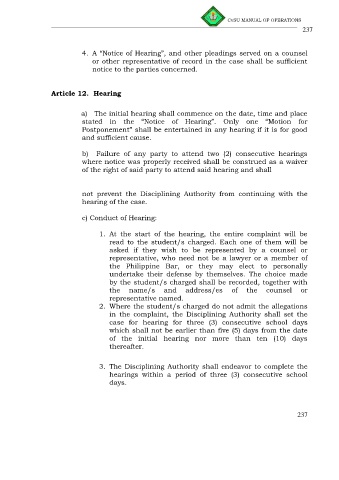 CvSU MANUAL OF OPERATIONS
237
4. A “Notice of Hearing”, and other pleadings served on a counsel
or other representative of record in the case shall be sufficient
notice to the parties concerned.
Article 12. Hearing
a) The initial hearing shall commence on the date, time and place
stated in the “Notice of Hearing”. Only one “Motion for
Postponement” shall be entertained in any hearing if it is for good
and sufficient cause.
b) Failure of any party to attend two (2) consecutive hearings
where notice was properly received shall be construed as a waiver
of the right of said party to attend said hearing and shall
not prevent the Disciplining Authority from continuing with the
hearing of the case.
c) Conduct of Hearing:
1. At the start of the hearing, the entire complaint will be
read to the student/s charged. Each one of them will be
asked if they wish to be represented by a counsel or
representative, who need not be a lawyer or a member of
the Philippine Bar, or they may elect to personally
undertake their defense by themselves. The choice made
by the student/s charged shall be recorded, together with
the name/s and address/es of the counsel or
representative named.
2. Where the student/s charged do not admit the allegations
in the complaint, the Disciplining Authority shall set the
case for hearing for three (3) consecutive school days
which shall not be earlier than five (5) days from the date
of the initial hearing nor more than ten (10) days
thereafter.
3. The Disciplining Authority shall endeavor to complete the
hearings within a period of three (3) consecutive school
days.
237